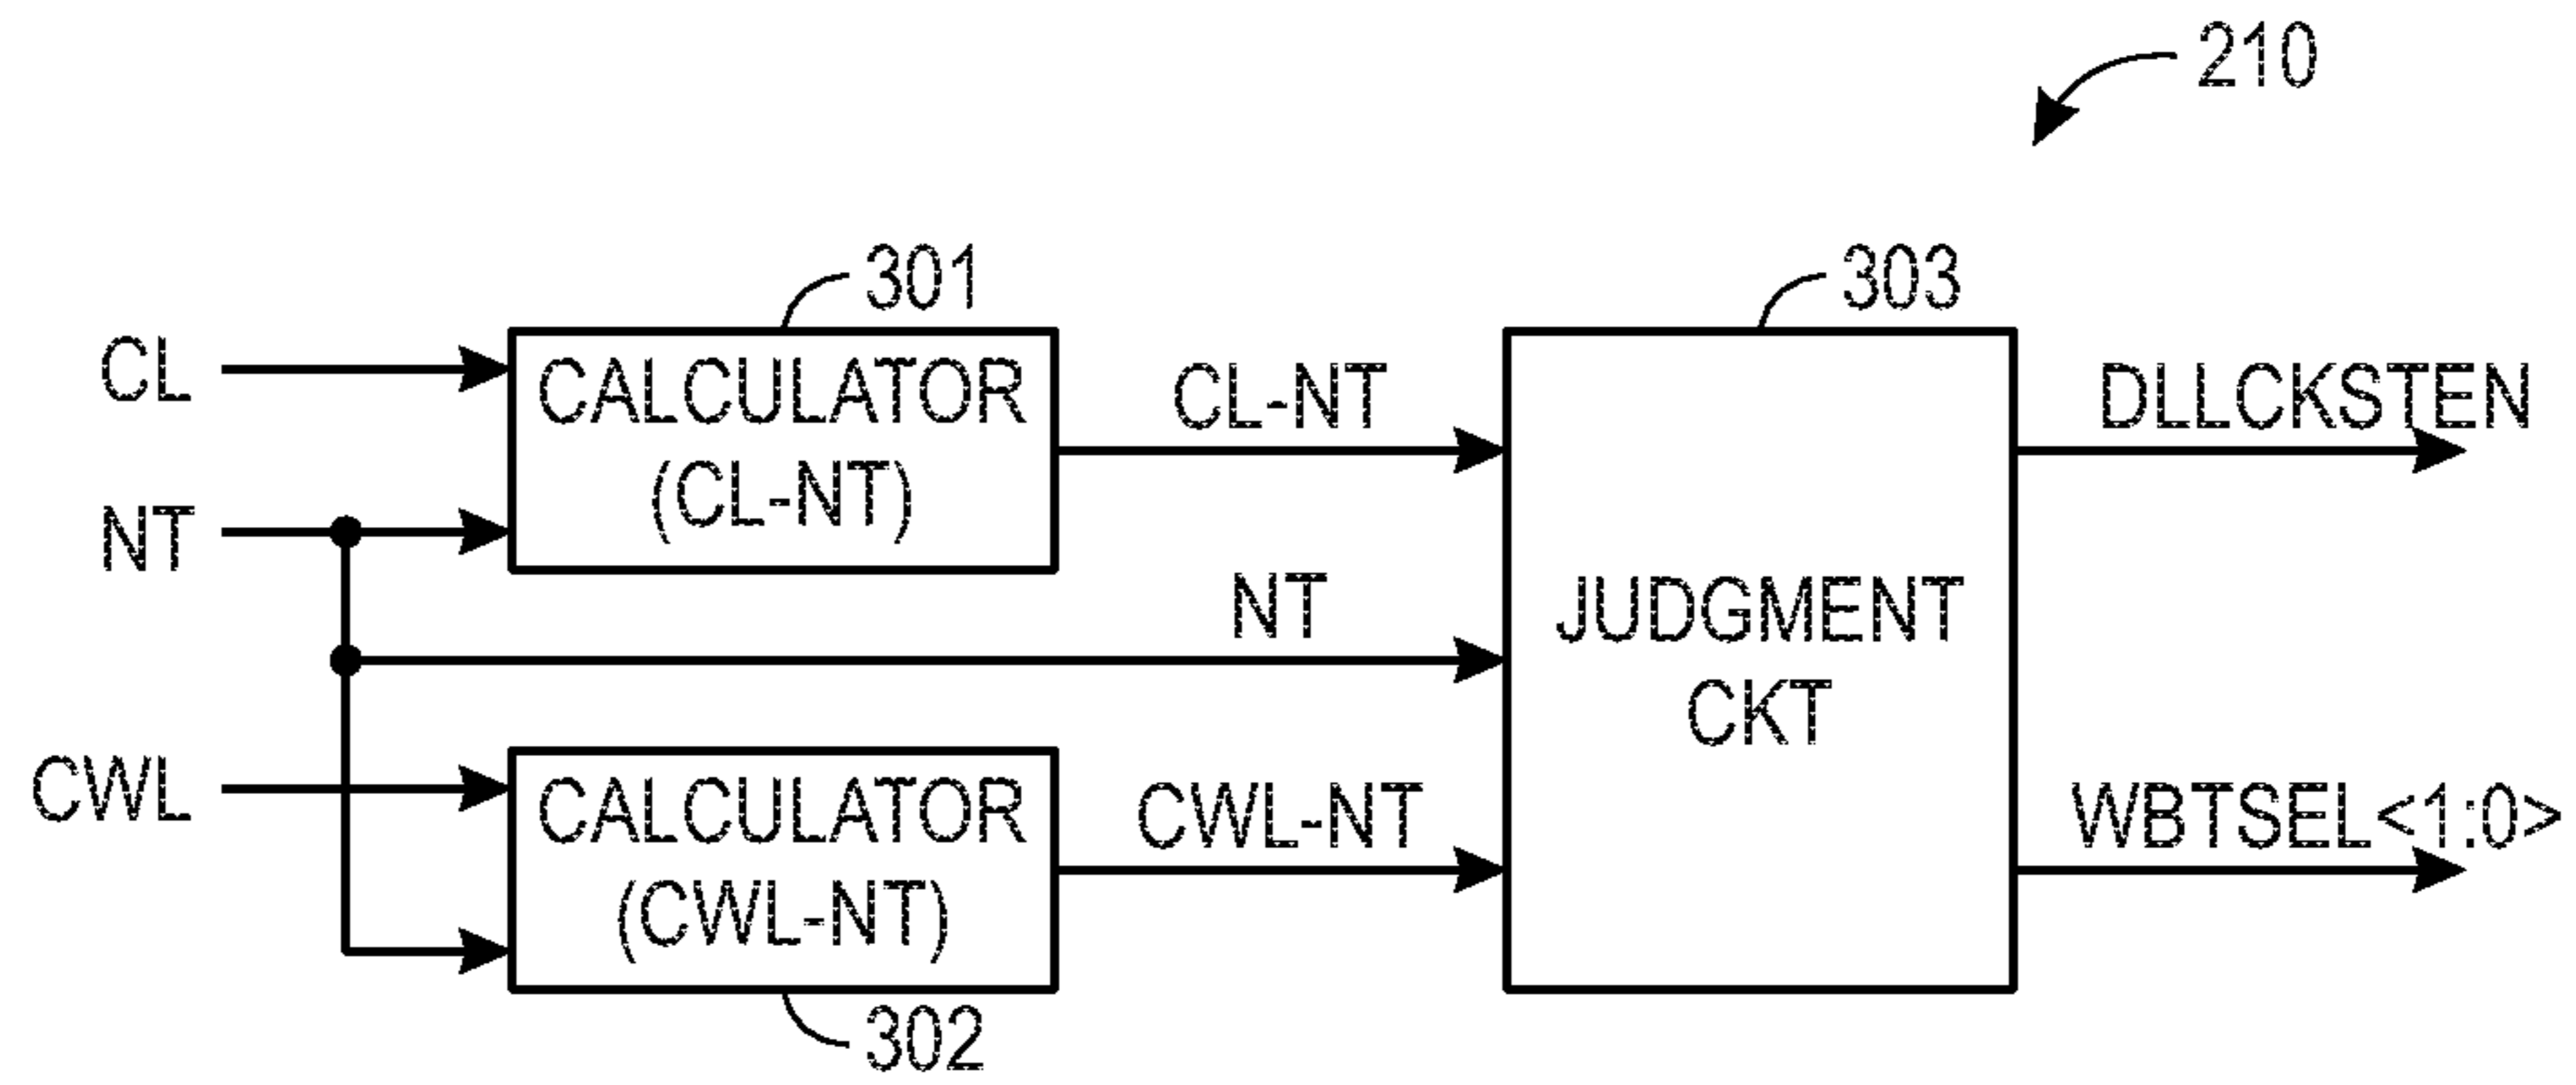 210
301
303
CL
CALCULATOR
(CL-NT)
CL-NT
DLLCKSTEN
NT
NT
JUDGMENT
CKT
CWL
CALCULATOR
(CWL-NT)
CWL-NT
WBTSEL<1:0>
302